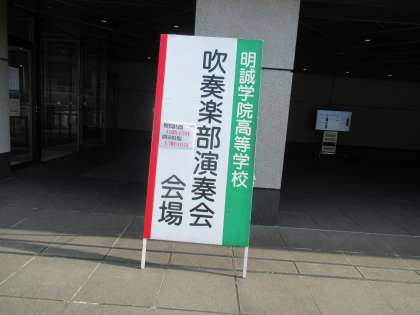 明誠学院高等学校
吹奏楽部演奏会
会場